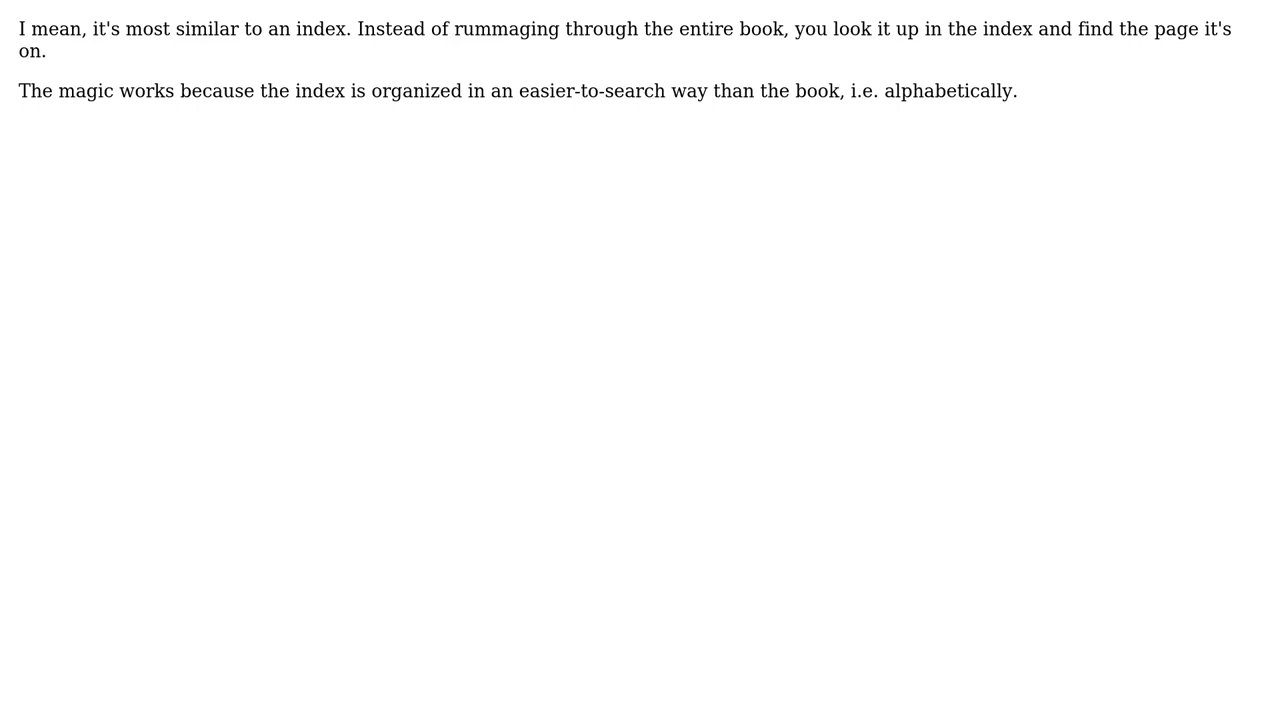 I mean, it's most similar to an index. Instead of rummaging through the entire book, you look it up in the index and find the page it's
on.
The magic works because the index is organized in an easier-to-search way than the book, i.e. alphabetically.